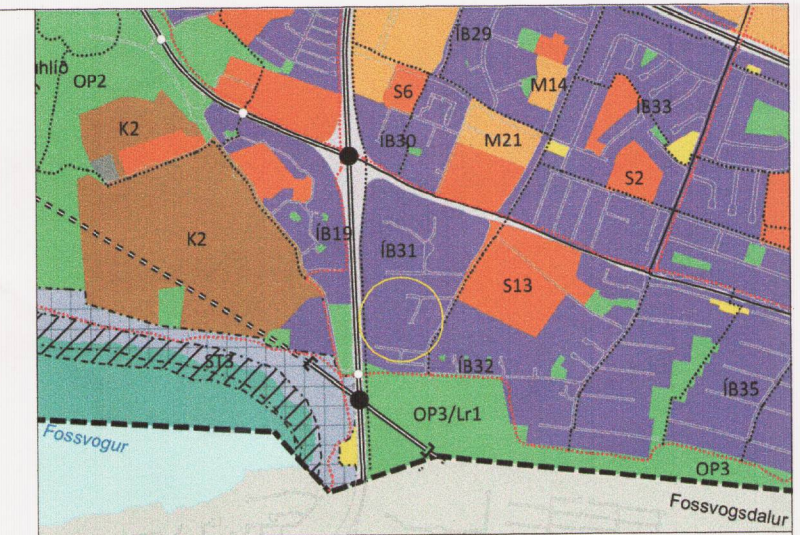 ÍB29
úhlíð
OP2
S6
M14
ÍB33
K2
ÍB30
M21
S2
K2
ÍB19
ÍB31
S13
ÍB32
ÍB35
OP3/Lr1
Fossvogur
OP3
Fossvogsdalur